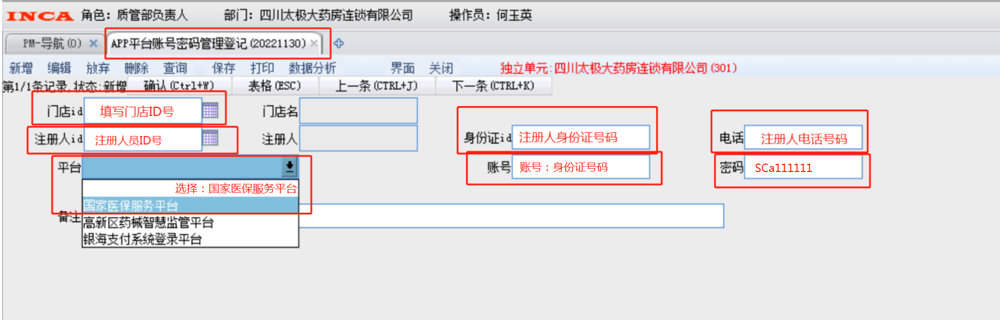 INCA 角色：质管部负责人 部门：四川太极大药房连锁有限公司 操作员：何玉英
PM-导航(0) APP平台账号密码管理登记(20221130)
新增 编辑 放弃 删除 查询 保存 打印 数据分析 界面 关闭 独立单元:四川太极大药房连锁有限公司(301)
第1/1条记录,状态:新增 确认(Ctrl+W) 表格(ESC) 上一条(CTRL+J) 下一条(CTRL+K)
门店id 填写门店ID号 门店名
注册人id 注册人员ID号 注册人 身份证id 注册人身份证号码 电话 注册人电话号码
平台 账号 账号：身份证号码 密码 SCa111111
选择：国家医保服务平台
国家医保服务平台
备注
高新区药械智慧监管平台
银海支付系统登录平台